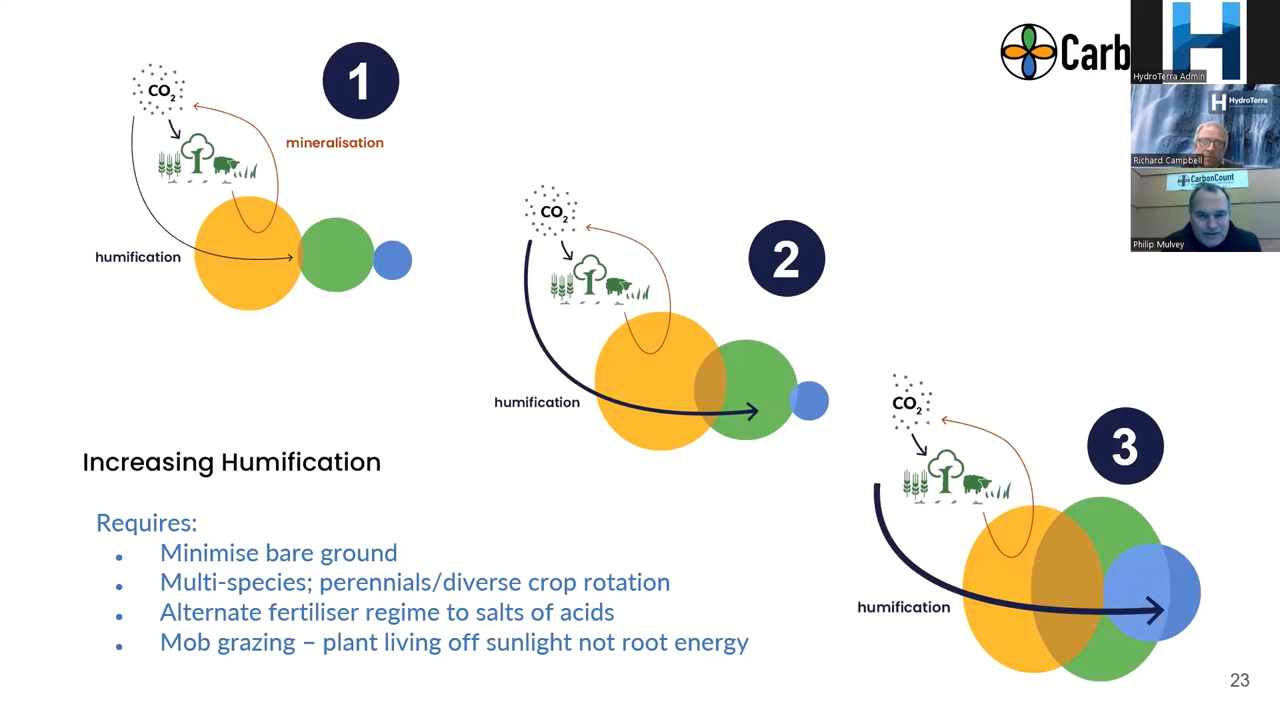 1
CO2
mineralisation
humification
2
CO2
humification
3
CO2
humification
Increasing Humification
Requires:
• Minimise bare ground
• Multi-species; perennials/diverse crop rotation
• Alternate fertiliser regime to salts of acids
• Mob grazing – plant living off sunlight not root energy
23
Carb
HydroTerra Admin
HydroTerra
Richard Campbell
CarbonCount
Philip Mulvey